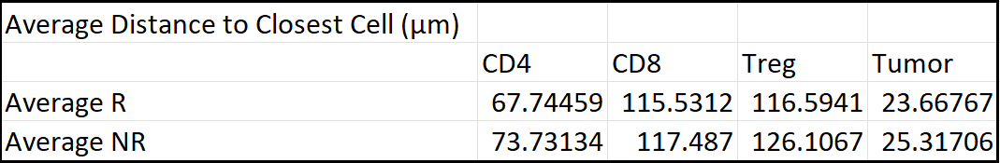 Average Distance to Closest Cell (μm)
CD4 CD8 Treg Tumor
Average R 67.74459 115.5312 116.5941 23.66767
Average NR 73.73134 117.487 126.1067 25.31706